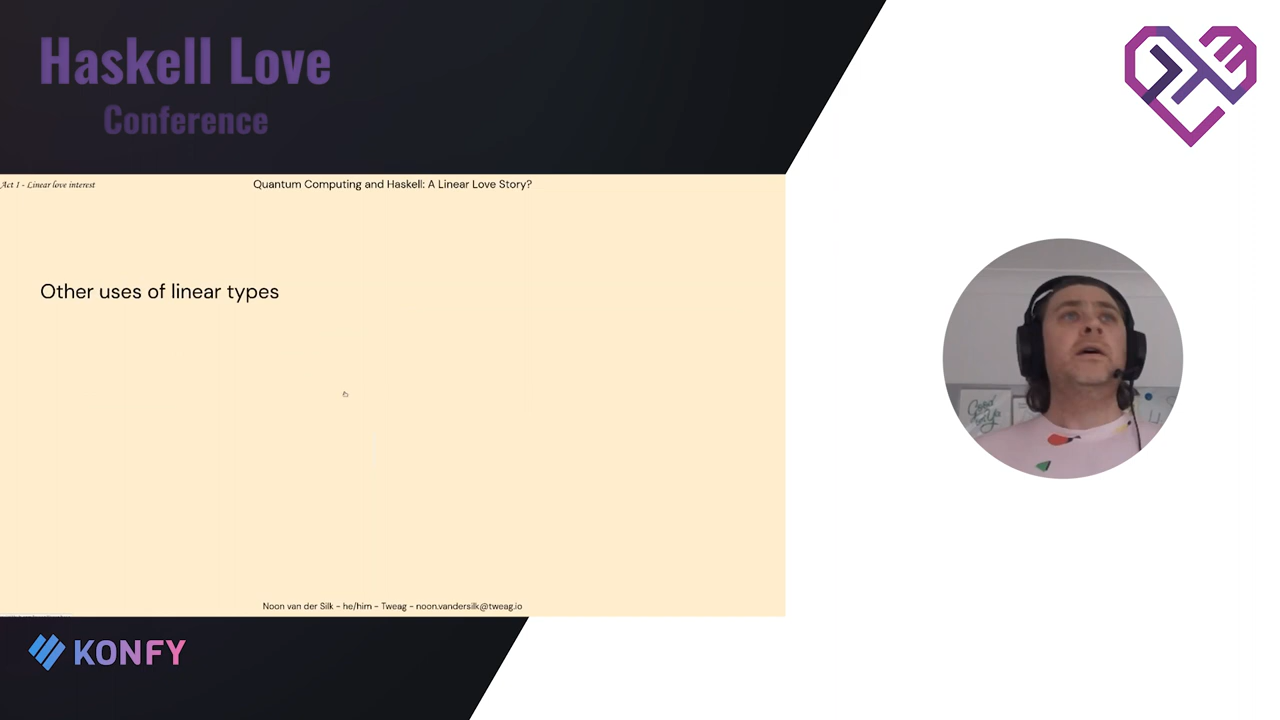 Haskell Love
Conference
Act I - Linear love interest
Quantum Computing and Haskell: A Linear Love Story?
Other uses of linear types
Noon van der Silk - he/him - Tweag - noon.vandersilk@tweag.io
KONFY